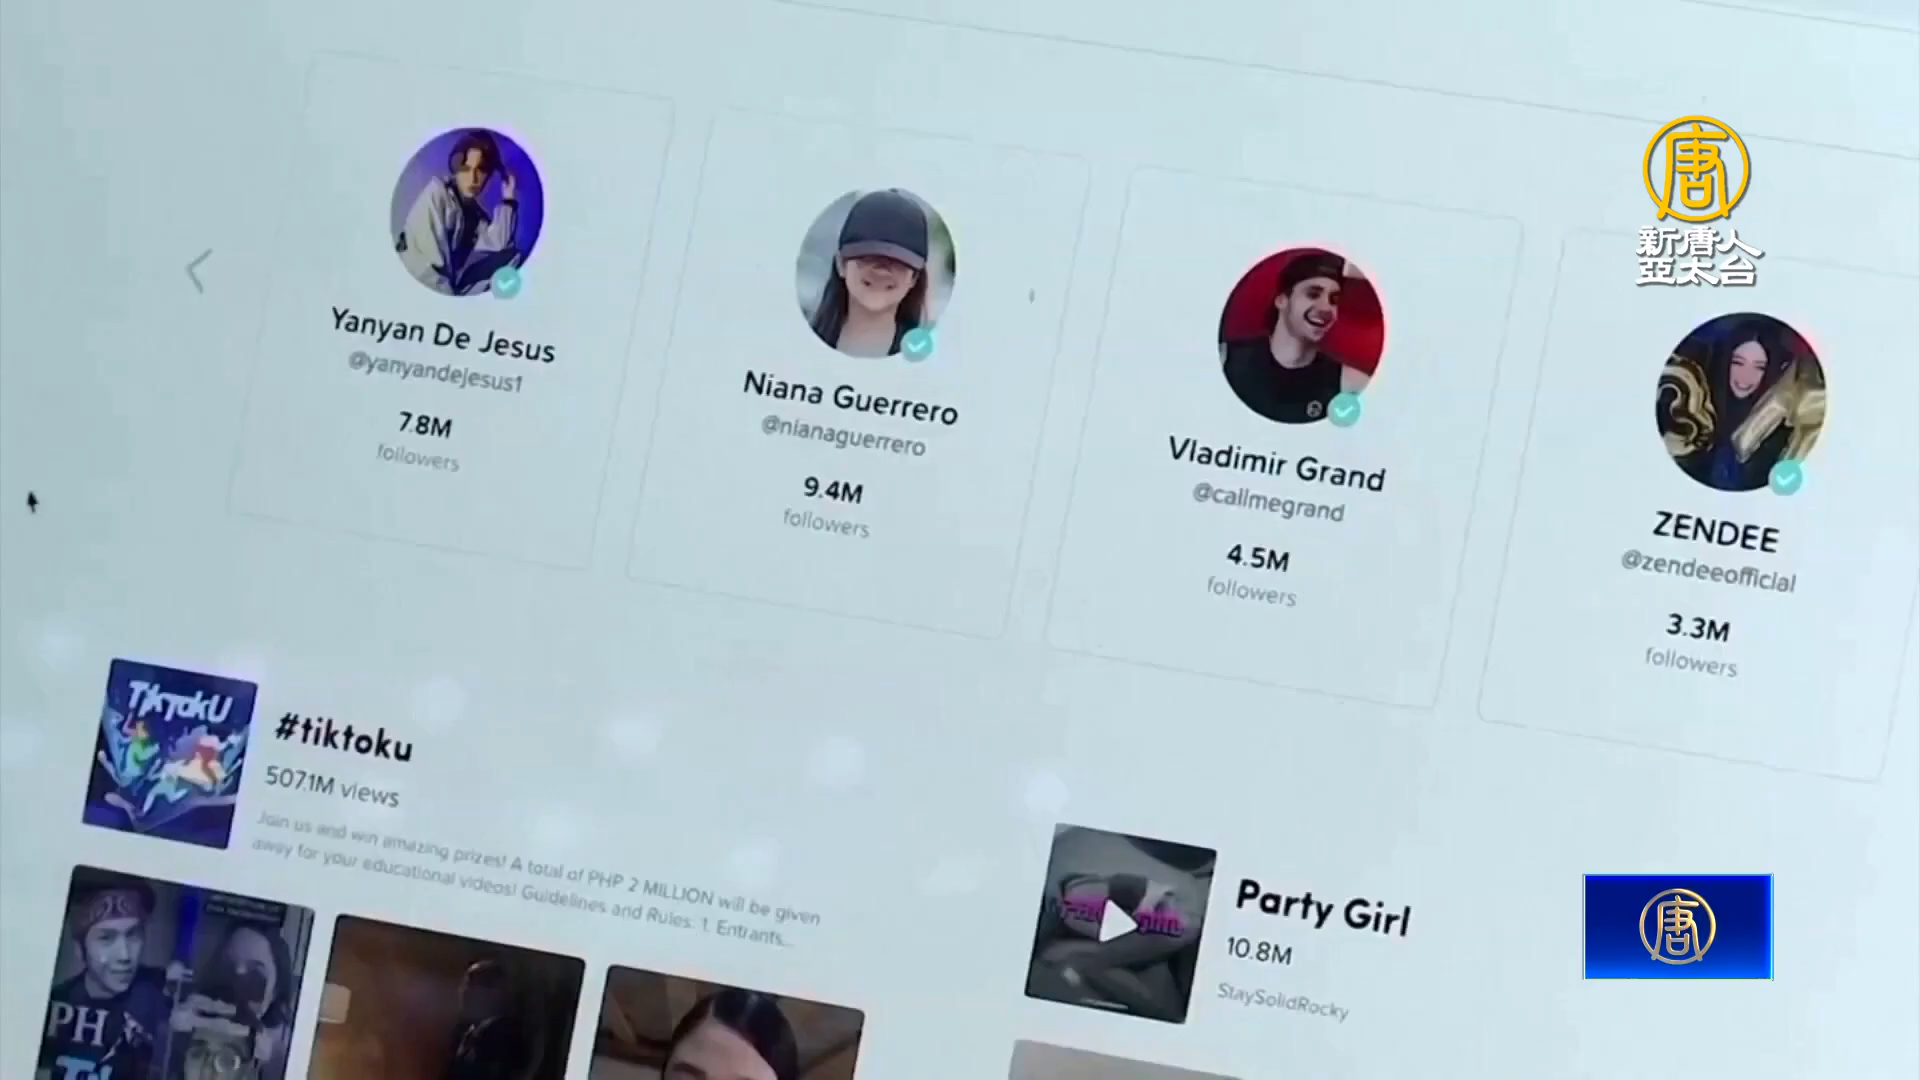 Yanyan De Jesus
@yanyandejesus1
7.8M
followers
Niana Guerrero
@nianaguerrero
9.4M
followers
Vladimir Grand
@callmegrand
4.5M
followers
ZENDEE
@zendeeofficial
3.3M
followers
唐
新唐人
亞太台
TikTokU
#tiktoku
507.1M views
Join us and win amazing prizes! A total of PHP 2 MILLION will be given
away for your educational videos! Guidelines and Rules: 1. Entrants...
PH
Party Girl
10.8M
StaySolidRocky
唐